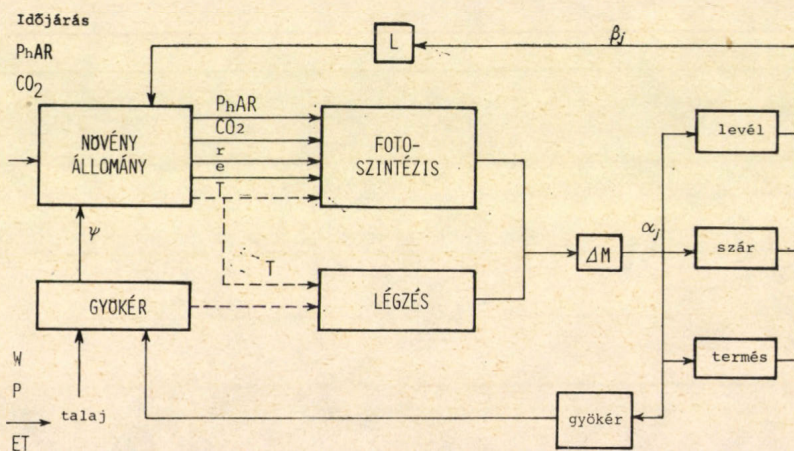 Időjárás
PhAR
CO₂
L
βj
NÖVÉNY
ÁLLOMÁNY
PhAR
CO2
r
e
T
FOTO-
SZINTÉZIS
levél
ψ
T
ΔM
αj
szár
GYÖKÉR
LÉGZÉS
termés
W
P
ET
talaj
gyökér